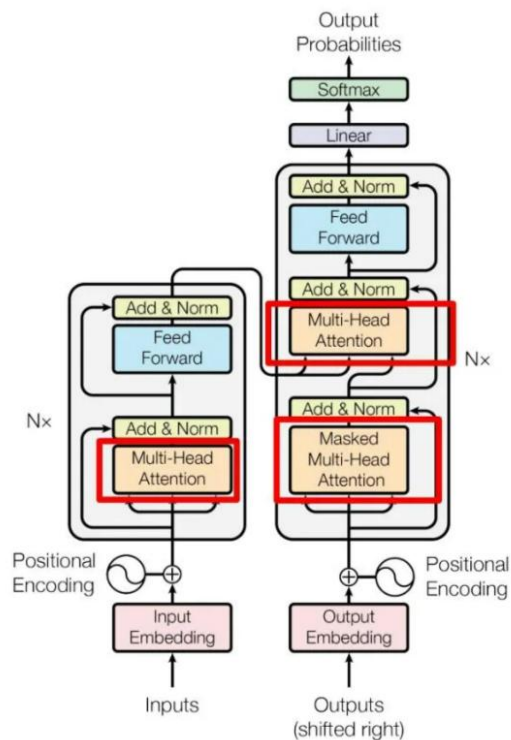 Output
Probabilities
Softmax
Linear
Add & Norm
Feed
Forward
Add & Norm
Multi-Head
Attention
Nx
Add & Norm
Masked
Multi-Head
Attention
Positional
Encoding
Output
Embedding
Outputs
(shifted right)
Add & Norm
Feed
Forward
Nx
Add & Norm
Multi-Head
Attention
Positional
Encoding
Input
Embedding
Inputs